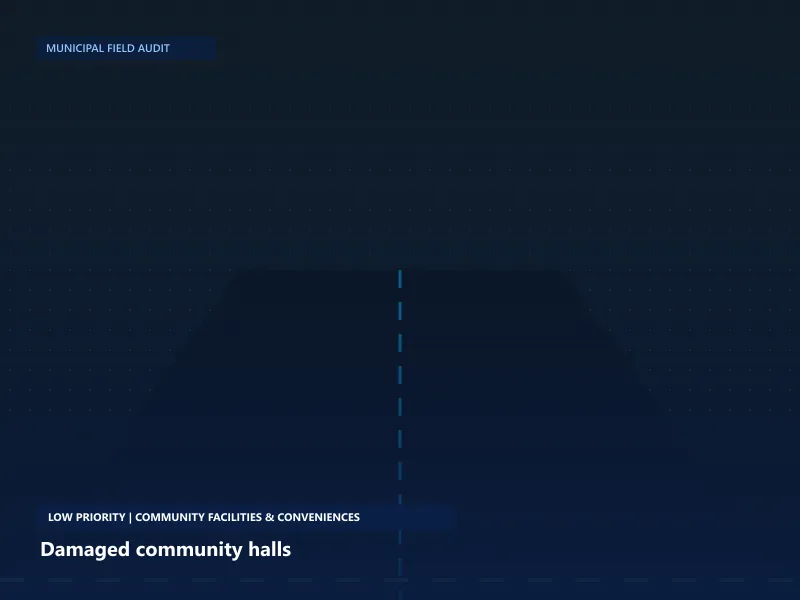 MUNICIPAL FIELD AUDIT
LOW PRIORITY | COMMUNITY FACILITIES & CONVENIENCES
Damaged community halls